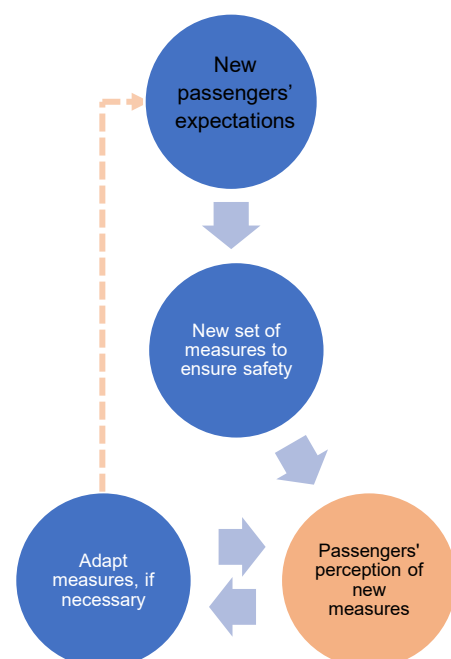 New
passengers'
expectations
New set of
measures to
ensure safety
Adapt
measures, if
necessary
Passengers'
perception of
new
measures